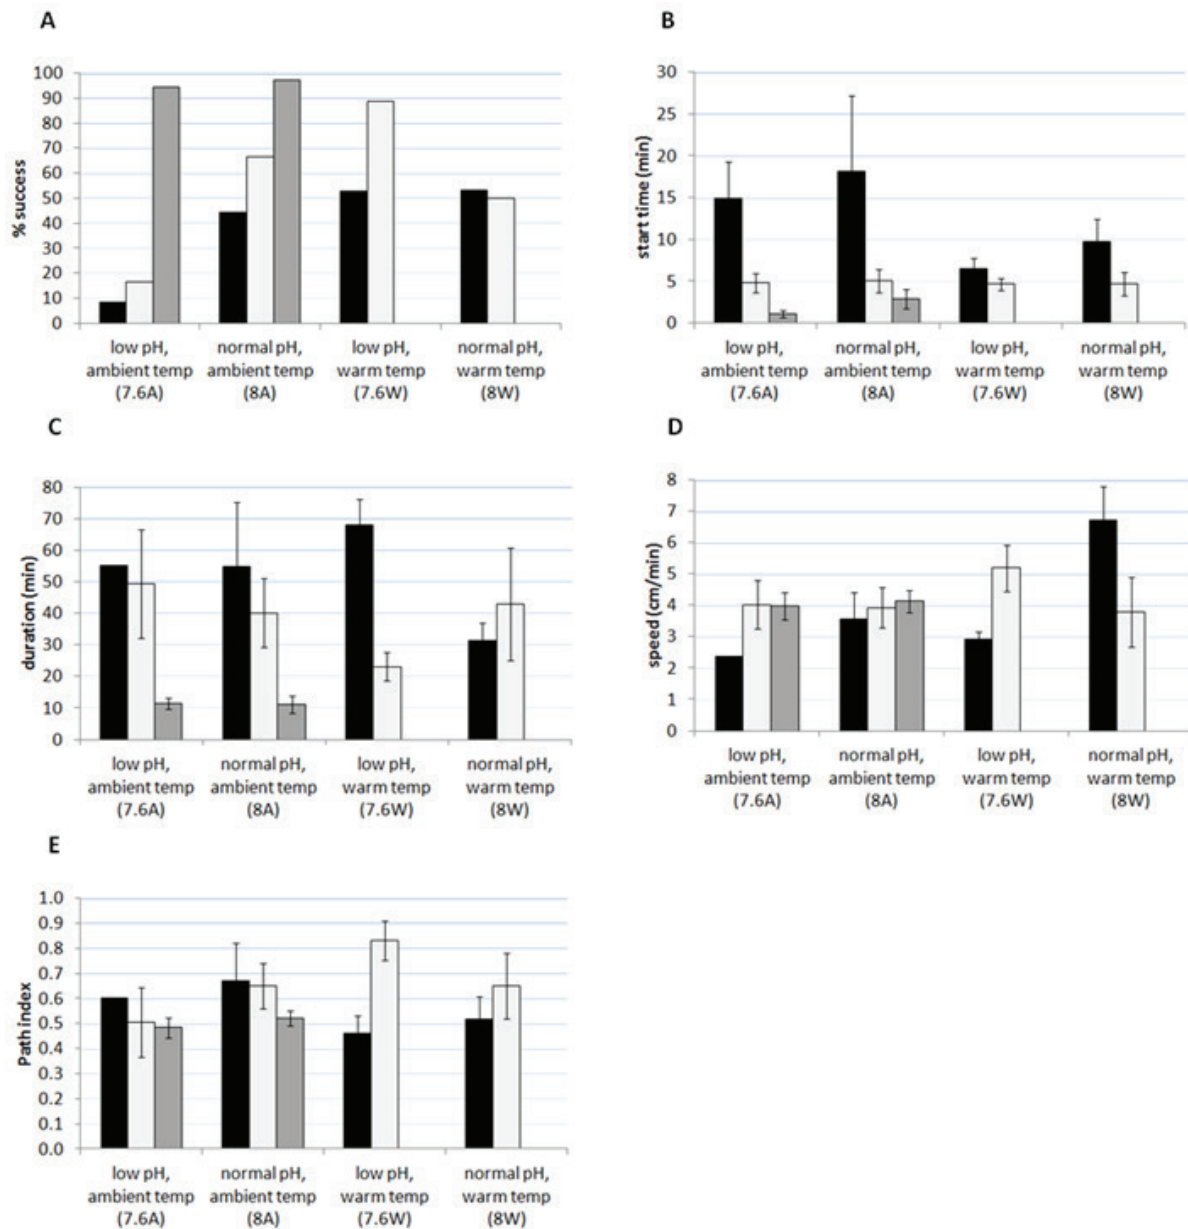 A
% success
100
90
80
70
60
50
40
30
20
10
0
low pH, normal pH, low pH, normal pH,
ambient temp ambient temp warm temp warm temp
(7.6A) (8A) (7.6W) (8W)
B
start time (min)
30
25
20
15
10
5
0
low pH, normal pH, low pH, normal pH,
ambient temp ambient temp warm temp warm temp
(7.6A) (8A) (7.6W) (8W)
C
duration (min)
80
70
60
50
40
30
20
10
0
low pH, normal pH, low pH, normal pH,
ambient temp ambient temp warm temp warm temp
(7.6A) (8A) (7.6W) (8W)
D
speed (cm/min)
8
7
6
5
4
3
2
1
0
low pH, normal pH, low pH, normal pH,
ambient temp ambient temp warm temp warm temp
(7.6A) (8A) (7.6W) (8W)
E
Path index
1.0
0.9
0.8
0.7
0.6
0.5
0.4
0.3
0.2
0.1
0.0
low pH, normal pH, low pH, normal pH,
ambient temp ambient temp warm temp warm temp
(7.6A) (8A) (7.6W) (8W)